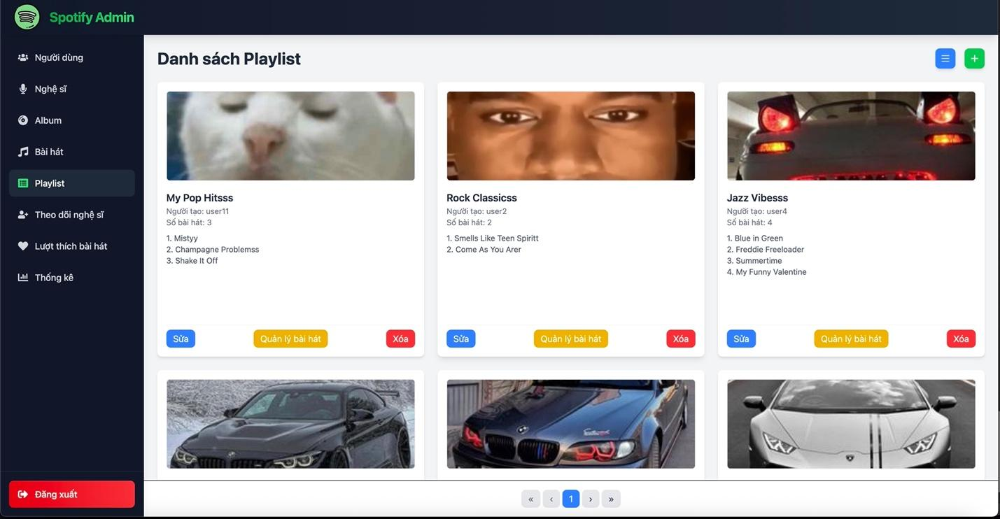 Spotify Admin
Người dùng
Nghệ sĩ
Album
Bài hát
Playlist
Theo dõi nghệ sĩ
Lượt thích bài hát
Thống kê
Đăng xuất
Danh sách Playlist
My Pop Hitsss
Người tạo: user11
Số bài hát: 3
1. Mistyy
2. Champagne Problemss
3. Shake It Off
Sửa
Quản lý bài hát
Xóa
Rock Classicss
Người tạo: user2
Số bài hát: 2
1. Smells Like Teen Spiritt
2. Come As You Arer
Sửa
Quản lý bài hát
Xóa
Jazz Vibesss
Người tạo: user4
Số bài hát: 4
1. Blue in Green
2. Freddie Freeloader
3. Summertime
4. My Funny Valentine
Sửa
Quản lý bài hát
Xóa
« ‹ 1 › »